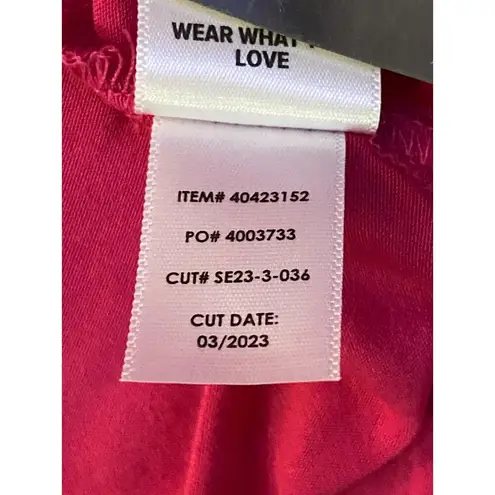 WEAR WHAT
LOVE
ITEM# 40423152
PO# 4003733
CUT# SE23-3-036
CUT DATE:
03/2023